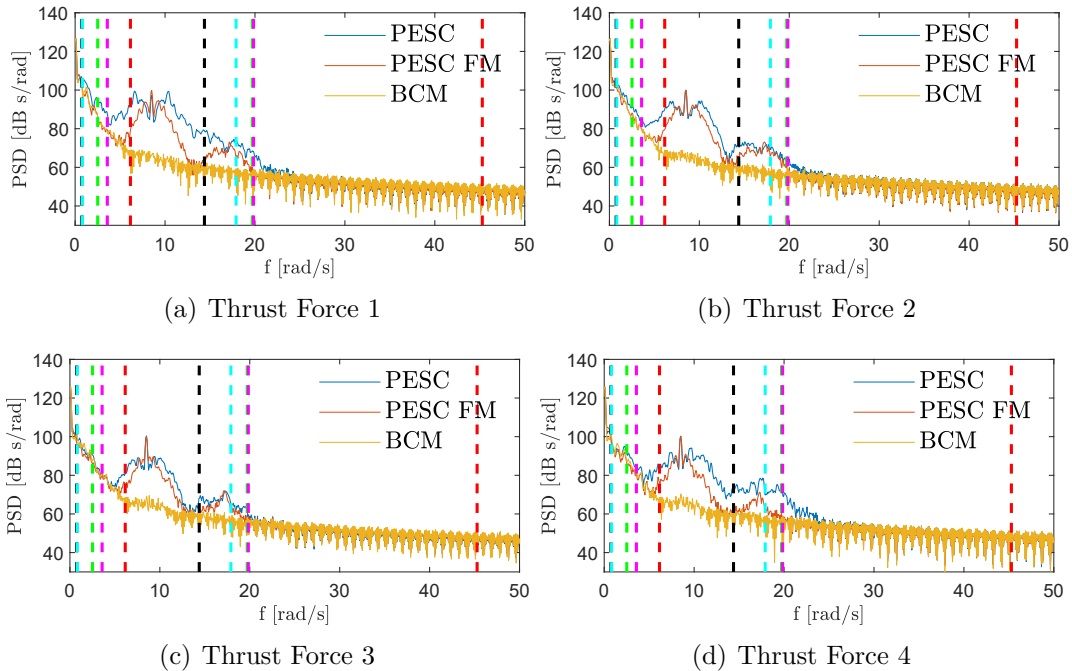 140
120
100
80
60
40
PSD [dB s/rad]
PESC
PESC FM
BCM
0 10 20 30 40 50
f [rad/s]
(a) Thrust Force 1
140
120
100
80
60
40
PSD [dB s/rad]
PESC
PESC FM
BCM
0 10 20 30 40 50
f [rad/s]
(b) Thrust Force 2
140
120
100
80
60
40
PSD [dB s/rad]
PESC
PESC FM
BCM
0 10 20 30 40 50
f [rad/s]
(c) Thrust Force 3
140
120
100
80
60
40
PSD [dB s/rad]
PESC
PESC FM
BCM
0 10 20 30 40 50
f [rad/s]
(d) Thrust Force 4